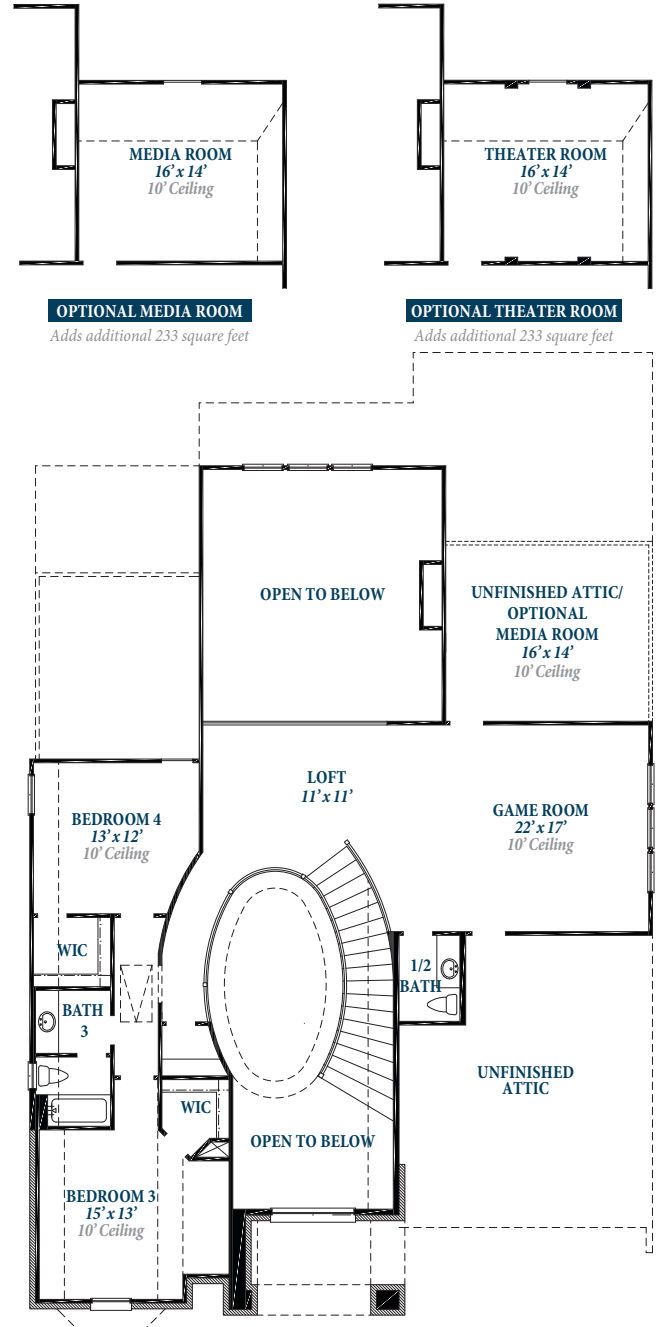 MEDIA ROOM
16’ x 14’
10’ Ceiling
OPTIONAL MEDIA ROOM
Adds additional 233 square feet
THEATER ROOM
16’ x 14’
10’ Ceiling
OPTIONAL THEATER ROOM
Adds additional 233 square feet
OPEN TO BELOW
UNFINISHED ATTIC/
OPTIONAL
MEDIA ROOM
16’ x 14’
10’ Ceiling
LOFT
11’ x 11’
GAME ROOM
22’ x 17’
10’ Ceiling
BEDROOM 4
13’ x 12’
10’ Ceiling
WIC
1/2
BATH
BATH
3
UNFINISHED
ATTIC
WIC
OPEN TO BELOW
BEDROOM 3
15’ x 13’
10’ Ceiling